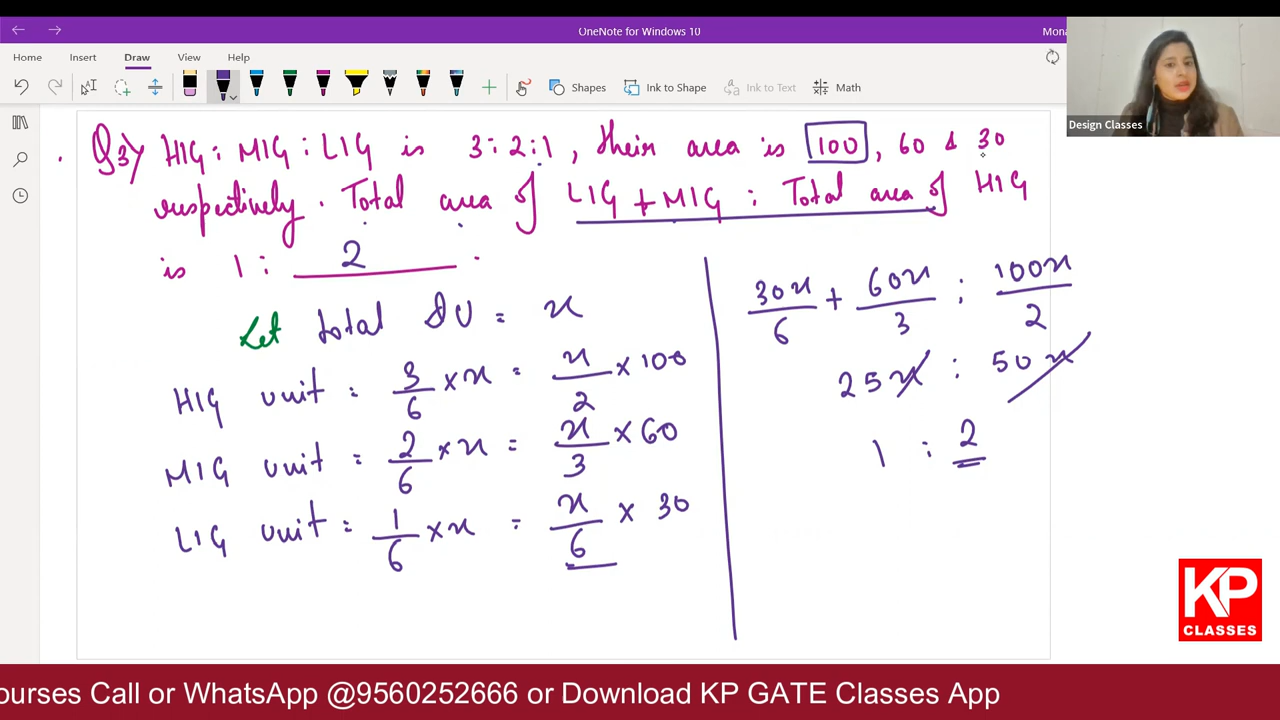 OneNote for Windows 10
Mona
Home Insert Draw View Help
Shapes Ink to Shape Ink to Text Math
Design Classes
Q3) HIG : MIG : LIG is 3:2:1, their area is 100, 60 & 30
respectively. Total area of LIG + MIG : Total area of HIG
is 1 : 2
Let total DU = x
HIG unit = 3/6 × x = x/2 × 100
MIG unit = 2/6 × x = x/3 × 60
LIG unit = 1/6 × x = x/6 × 30
30x/6 + 60x/3 : 100x/2
25x : 50x
1 : 2
KP
CLASSES
ourses Call or WhatsApp @9560252666 or Download KP GATE Classes App